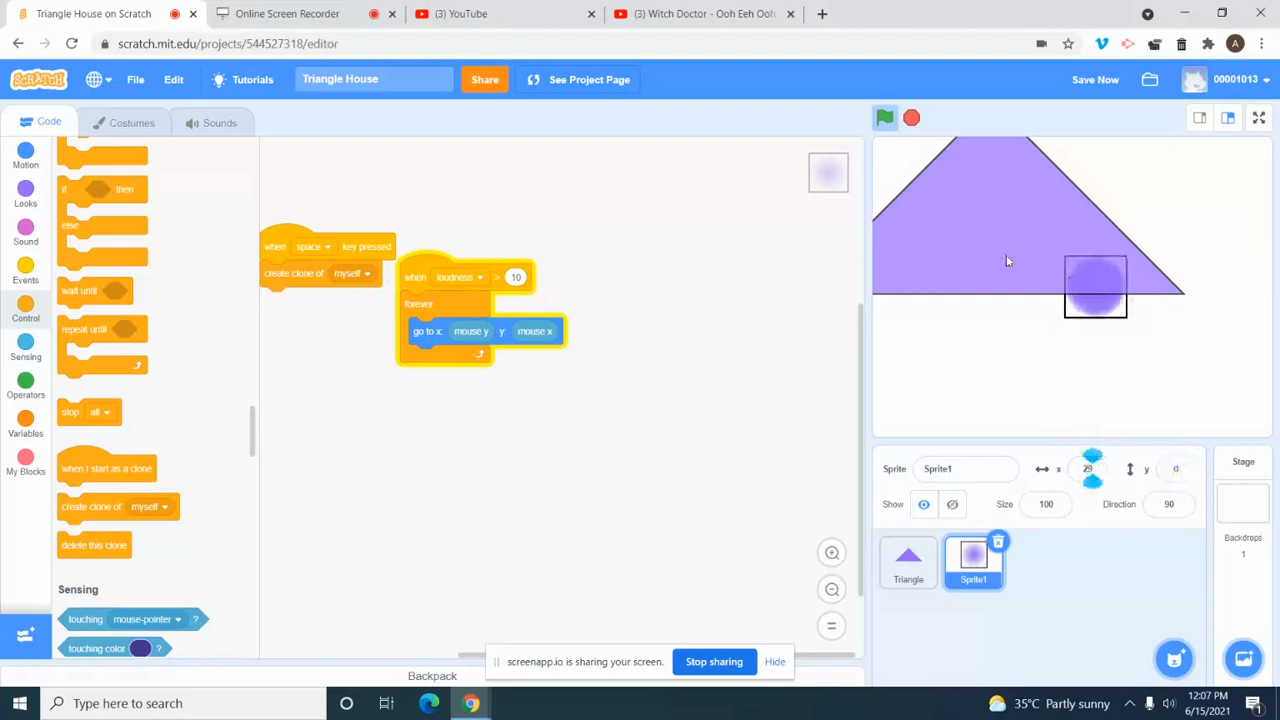 Triangle House on Scratch
Online Screen Recorder
(3) YouTube
(3) Witch Doctor - Ooh Eeh Ooh
scratch.mit.edu/projects/544527318/editor
A
SCRATCH
File
Edit
Tutorials
Triangle House
Share
See Project Page
Save Now
00001013
Code
Costumes
Sounds
Motion
Looks
Sound
Events
Control
Sensing
Operators
Variables
My Blocks
if then
else
wait until
repeat until
stop all
when I start as a clone
create clone of myself
delete this clone
Sensing
touching mouse-pointer ?
touching color ?
when space key pressed
create clone of myself
when loudness > 10
forever
go to x: mouse y y: mouse x
Sprite Sprite1 x 29 y
Show Size 100 Direction 90
Triangle
Sprite1
Stage
Backdrops
1
screenapp.io is sharing your screen. Stop sharing Hide
Backpack
Type here to search
35°C Partly sunny
12:07 PM
6/15/2021
1